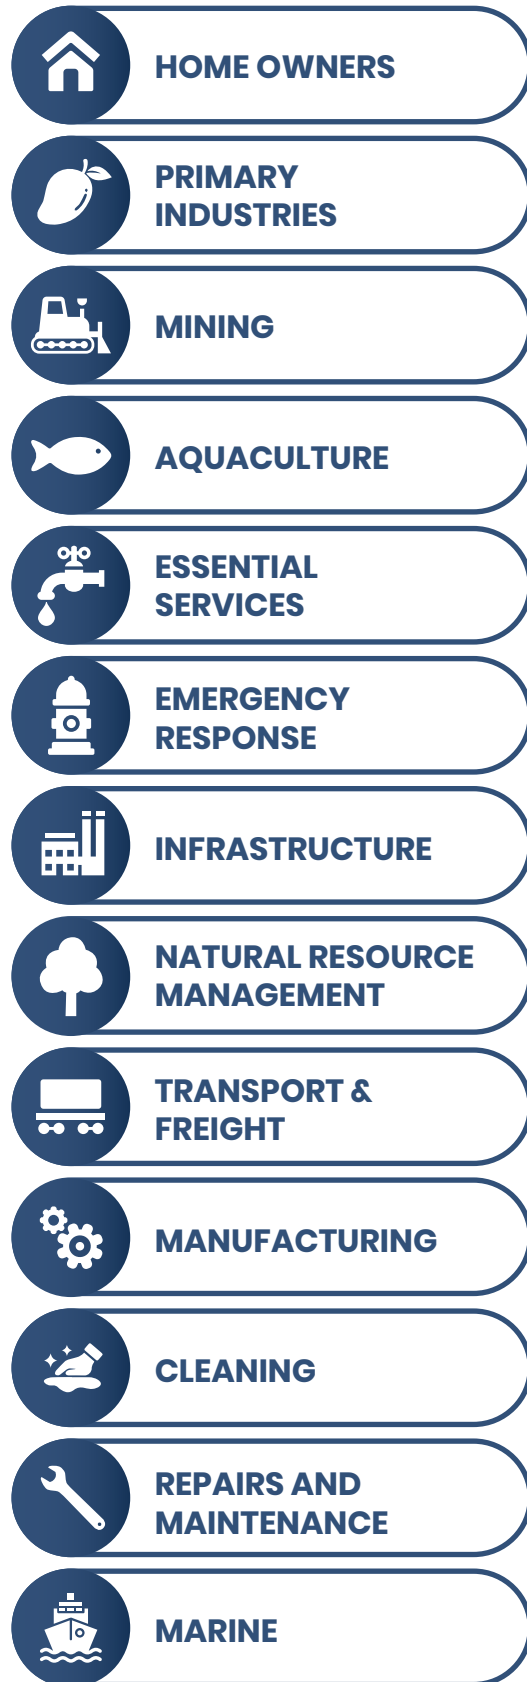 HOME OWNERS
PRIMARY
INDUSTRIES
MINING
AQUACULTURE
ESSENTIAL
SERVICES
EMERGENCY
RESPONSE
INFRASTRUCTURE
NATURAL RESOURCE
MANAGEMENT
TRANSPORT &
FREIGHT
MANUFACTURING
CLEANING
REPAIRS AND
MAINTENANCE
MARINE